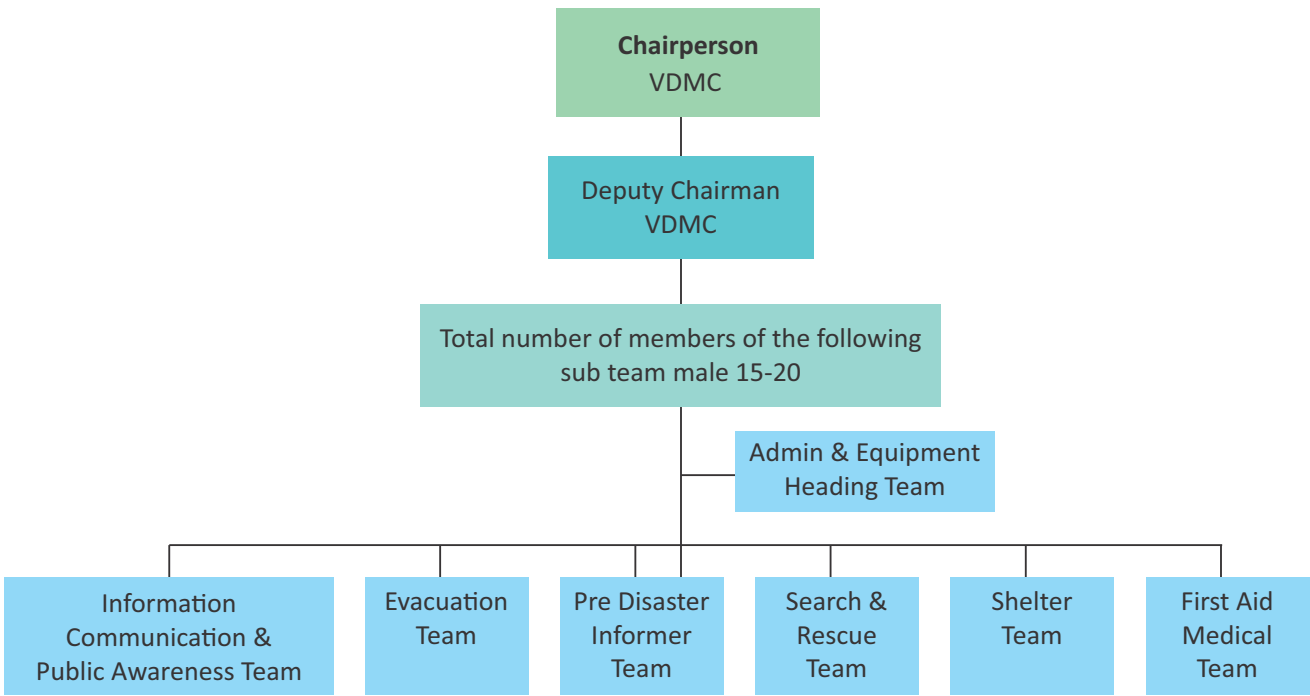 Chairperson
VDMC
Deputy Chairman
VDMC
Total number of members of the following
sub team male 15-20
Admin & Equipment
Heading Team
Information
Communication &
Public Awareness Team
Evacuation
Team
Pre Disaster
Informer
Team
Search &
Rescue
Team
Shelter
Team
First Aid
Medical
Team